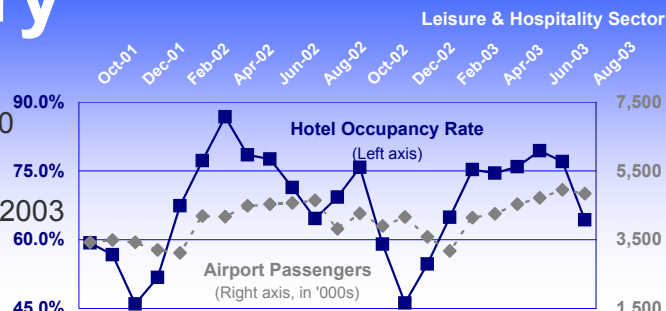 ry
Leisure & Hospitality Sector
Oct-01 Dec-01 Feb-02 Apr-02 Jun-02 Aug-02 Oct-02 Dec-02 Feb-03 Apr-03 Jun-03 Aug-03
90.0% 7,500
0
Hotel Occupancy Rate
(Left axis)
75.0% 5,500
2003
60.0% 3,500
Airport Passengers
(Right axis, in '000s)
45.0% 1,500